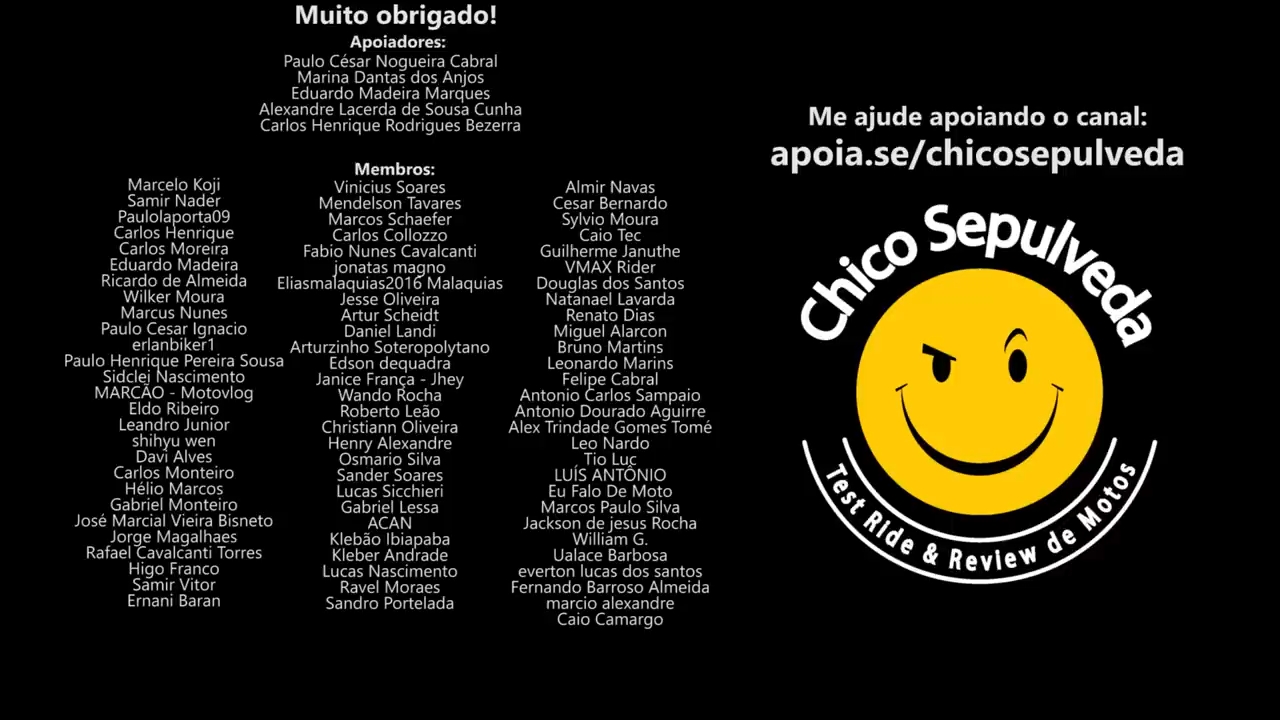 Muito obrigado!
Apoiadores:
Paulo César Nogueira Cabral
Marina Dantas dos Anjos
Eduardo Madeira Marques
Alexandre Lacerda de Sousa Cunha
Carlos Henrique Rodrigues Bezerra
Membros:
Marcelo Koji
Samir Nader
Paulolaporta09
Carlos Henrique
Carlos Moreira
Eduardo Madeira
Ricardo de Almeida
Wilker Moura
Marcus Nunes
Paulo Cesar Ignacio
erlanbiker1
Paulo Henrique Pereira Sousa
Sidclei Nascimento
MARCÃO - Motovlog
Eldo Ribeiro
Leandro Junior
shihyu wen
Davi Alves
Carlos Monteiro
Hélio Marcos
Gabriel Monteiro
José Marcial Vieira Bisneto
Jorge Magalhaes
Rafael Cavalcanti Torres
Higo Franco
Samir Vitor
Ernani Baran
Vinicius Soares
Mendelson Tavares
Marcos Schaefer
Carlos Collozzo
Fabio Nunes Cavalcanti
jonatas magno
Eliasmalaquias2016 Malaquias
Jesse Oliveira
Artur Scheidt
Daniel Landi
Arturzinho Soteropolytano
Edson dequadra
Janice França - Jhey
Wando Rocha
Roberto Leão
Christiann Oliveira
Henry Alexandre
Osmario Silva
Sander Soares
Lucas Sicchieri
Gabriel Lessa
ACAN
Klebão Ibiapaba
Kleber Andrade
Lucas Nascimento
Ravel Moraes
Sandro Portelada
Almir Navas
Cesar Bernardo
Sylvio Moura
Caio Tec
Guilherme Januthe
VMAX Rider
Douglas dos Santos
Natanael Lavarda
Renato Dias
Miguel Alarcon
Bruno Martins
Leonardo Marins
Felipe Cabral
Antonio Carlos Sampaio
Antonio Dourado Aguirre
Alex Trindade Gomes Tomé
Leo Nardo
Tio Luc
LUÍS ANTÔNIO
Eu Falo De Moto
Marcos Paulo Silva
Jackson de jesus Rocha
William G.
Ualace Barbosa
everton lucas dos santos
Fernando Barroso Almeida
marcio alexandre
Caio Camargo
Me ajude apoiando o canal:
apoia.se/chicosepulveda
Chico Sepulveda
Test Ride & Review de Motos